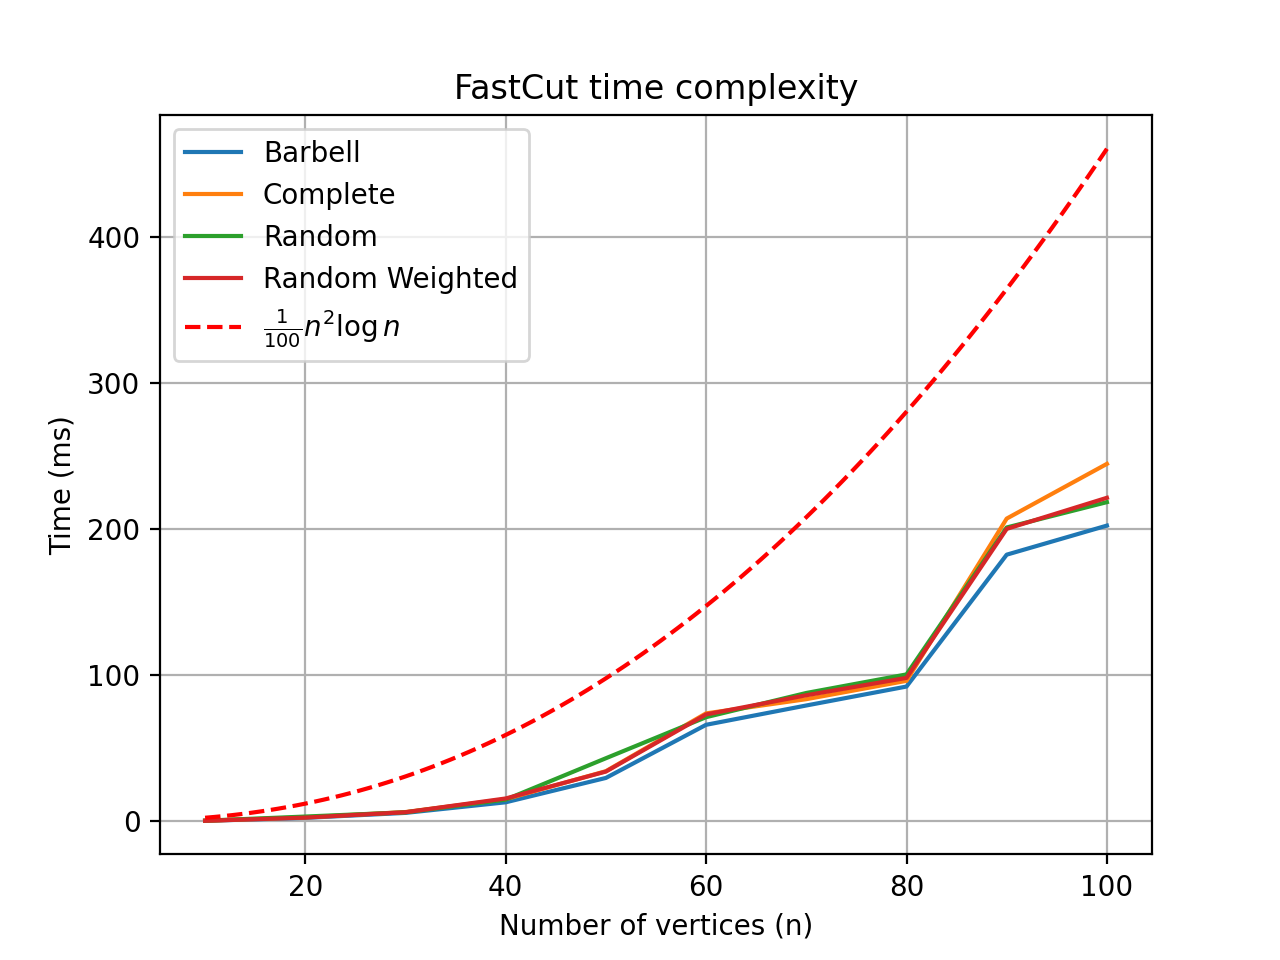 FastCut time complexity
Barbell
Complete
Random
Random Weighted
1/100 n² log n
Time (ms)
400
300
200
100
0
20 40 60 80 100
Number of vertices (n)